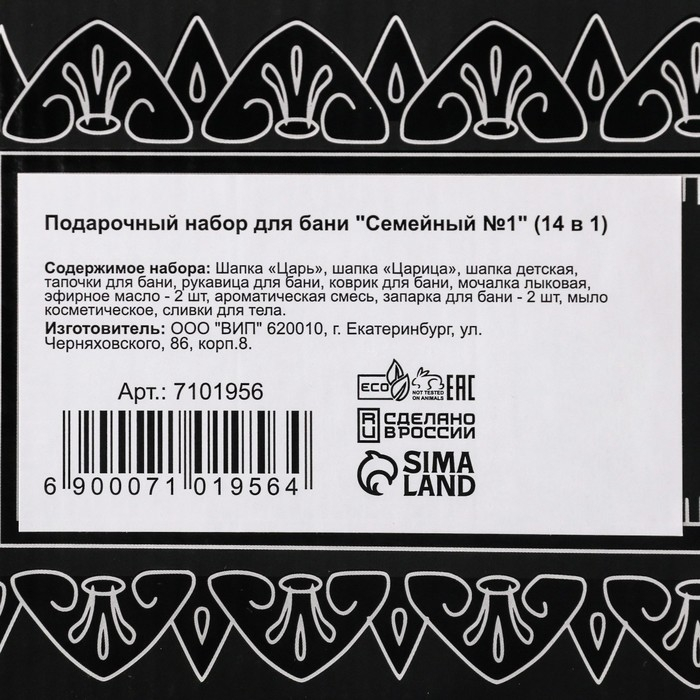 Подарочный набор для бани "Семейный №1" (14 в 1)
Содержимое набора: Шапка «Царь», шапка «Царица», шапка детская,
тапочки для бани, рукавица для бани, коврик для бани, мочалка лыковая,
эфирное масло - 2 шт, ароматическая смесь, запарка для бани - 2 шт, мыло
косметическое, сливки для тела.
Изготовитель: ООО "ВИП" 620010, г. Екатеринбург, ул.
Черняховского, 86, корп.8.
Арт.: 7101956
ECO
NOT TESTED
ON ANIMALS
EAC
RU
СДЕЛАНО
В РОССИИ
SIMA
LAND
6 900071 019564